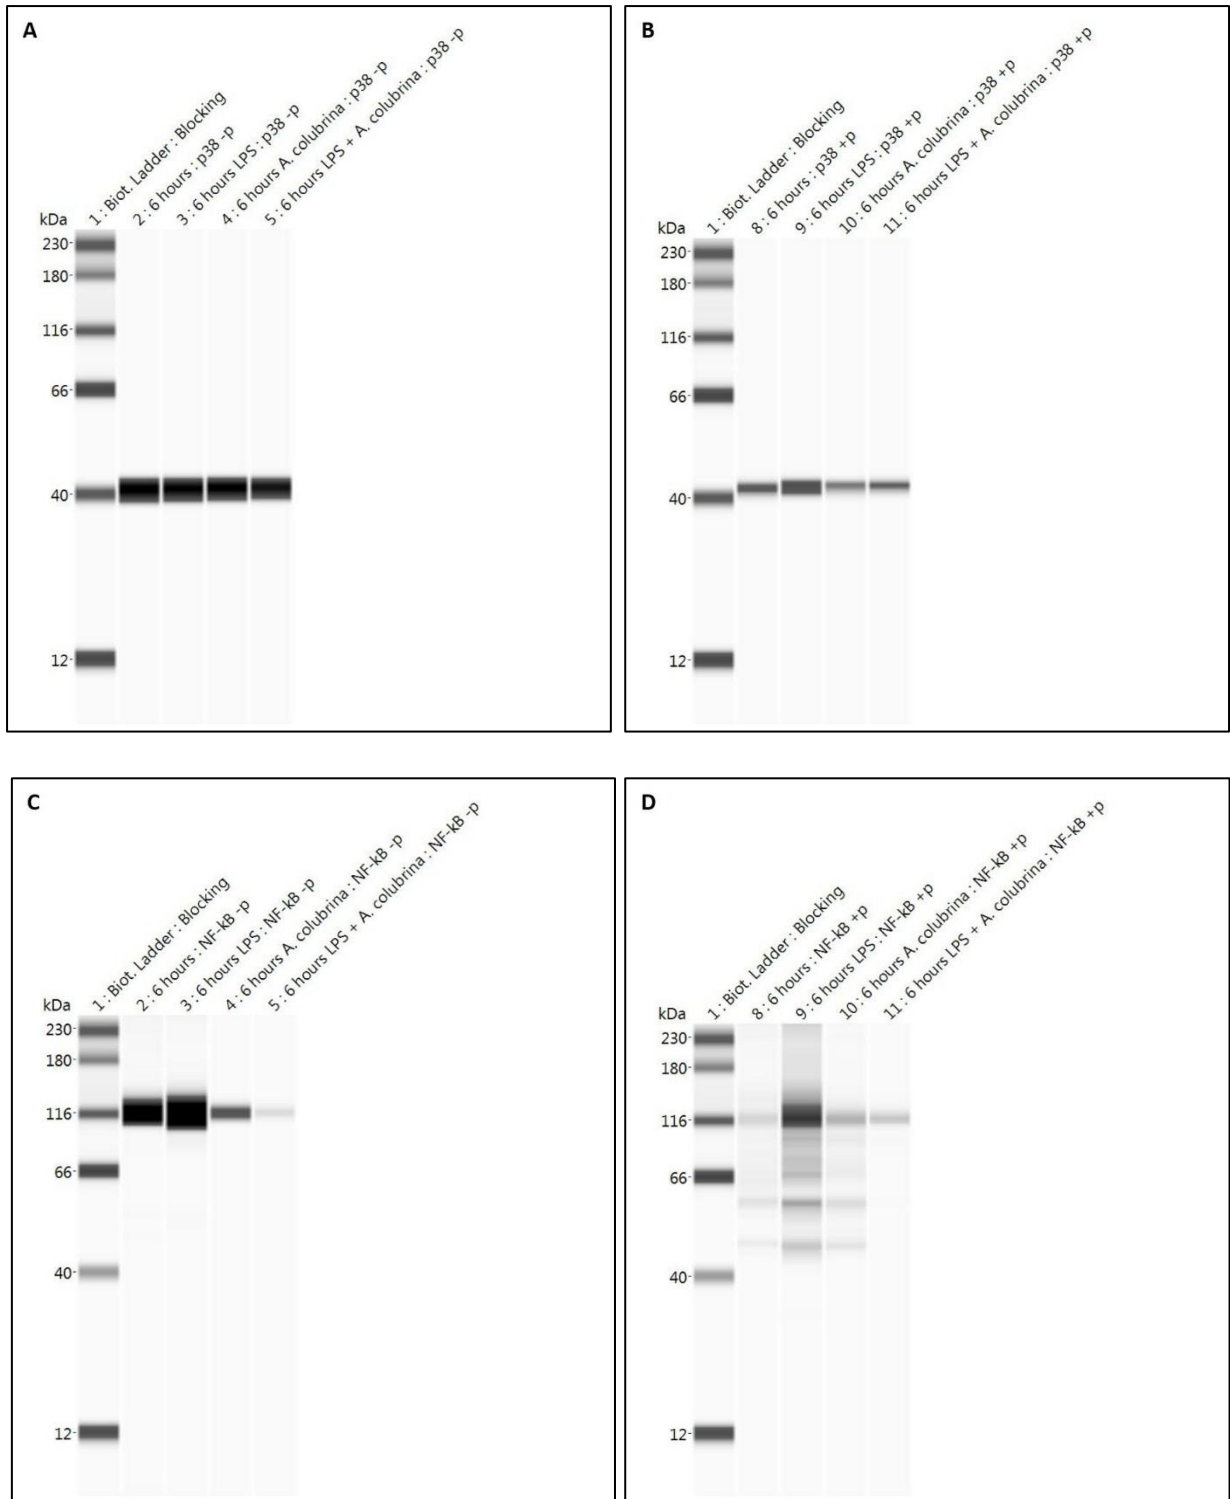 A
1 : Biot. Ladder : Blocking
2 : 6 hours : p38 -p
3 : 6 hours LPS : p38 -p
4 : 6 hours A. colubrina : p38 -p
5 : 6 hours LPS + A. colubrina : p38 -p
kDa
230
180
116
66
40
12
B
1 : Biot. Ladder : Blocking
8 : 6 hours : p38 +p
9 : 6 hours LPS : p38 +p
10 : 6 hours A. colubrina : p38 +p
11 : 6 hours LPS + A. colubrina : p38 +p
kDa
230
180
116
66
40
12
C
1 : Biot. Ladder : Blocking
2 : 6 hours : NF-kB -p
3 : 6 hours LPS : NF-kB -p
4 : 6 hours A. colubrina : NF-kB -p
5 : 6 hours LPS + A. colubrina : NF-kB -p
kDa
230
180
116
66
40
12
D
1 : Biot. Ladder : Blocking
8 : 6 hours : NF-kB +p
9 : 6 hours LPS : NF-kB +p
10 : 6 hours A. colubrina : NF-kB +p
11 : 6 hours LPS + A. colubrina : NF-kB +p
kDa
230
180
116
66
40
12